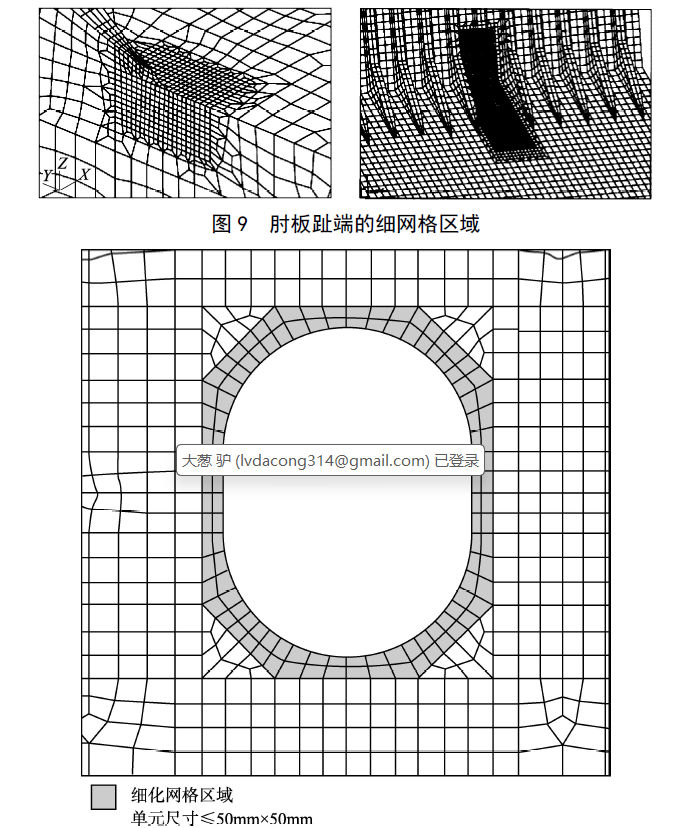 Z
Y X
图 9 肘板趾端的细网格区域
大葱 驴 (lvdacong314@gmail.com) 已登录
细化网格区域
单元尺寸≤50mm×50mm